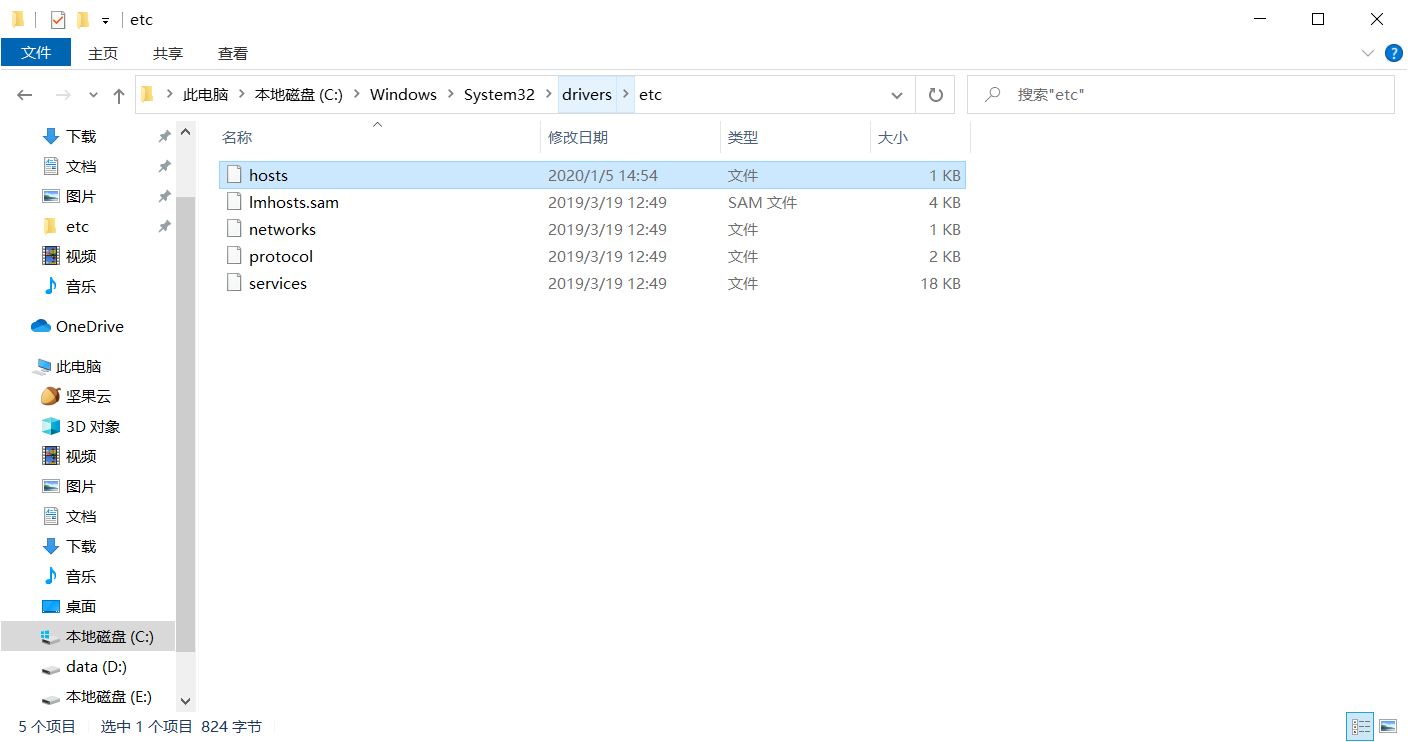 etc
文件 主页 共享 查看
此电脑 本地磁盘 (C:) Windows System32 drivers etc 搜索"etc"
名称 修改日期 类型 大小
hosts 2020/1/5 14:54 文件 1 KB
lmhosts.sam 2019/3/19 12:49 SAM 文件 4 KB
networks 2019/3/19 12:49 文件 1 KB
protocol 2019/3/19 12:49 文件 2 KB
services 2019/3/19 12:49 文件 18 KB
下载
文档
图片
etc
视频
音乐
OneDrive
此电脑
坚果云
3D 对象
视频
图片
文档
下载
音乐
桌面
本地磁盘 (C:)
data (D:)
本地磁盘 (E:)
5 个项目 选中 1 个项目 824 字节